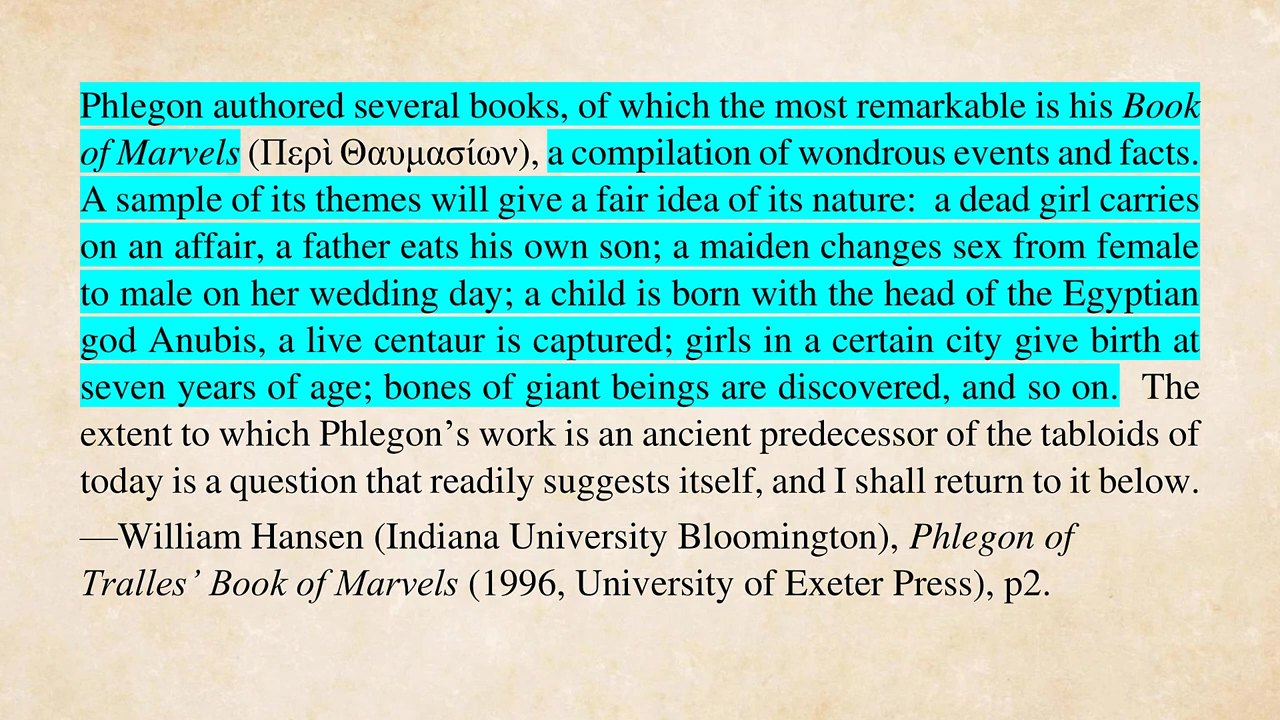 Phlegon authored several books, of which the most remarkable is his Book
of Marvels (Περὶ Θαυμασίων), a compilation of wondrous events and facts.
A sample of its themes will give a fair idea of its nature:  a dead girl carries
on an affair, a father eats his own son; a maiden changes sex from female
to male on her wedding day; a child is born with the head of the Egyptian
god Anubis, a live centaur is captured; girls in a certain city give birth at
seven years of age; bones of giant beings are discovered, and so on.  The
extent to which Phlegon’s work is an ancient predecessor of the tabloids of
today is a question that readily suggests itself, and I shall return to it below.
—William Hansen (Indiana University Bloomington), Phlegon of
Tralles’ Book of Marvels (1996, University of Exeter Press), p2.